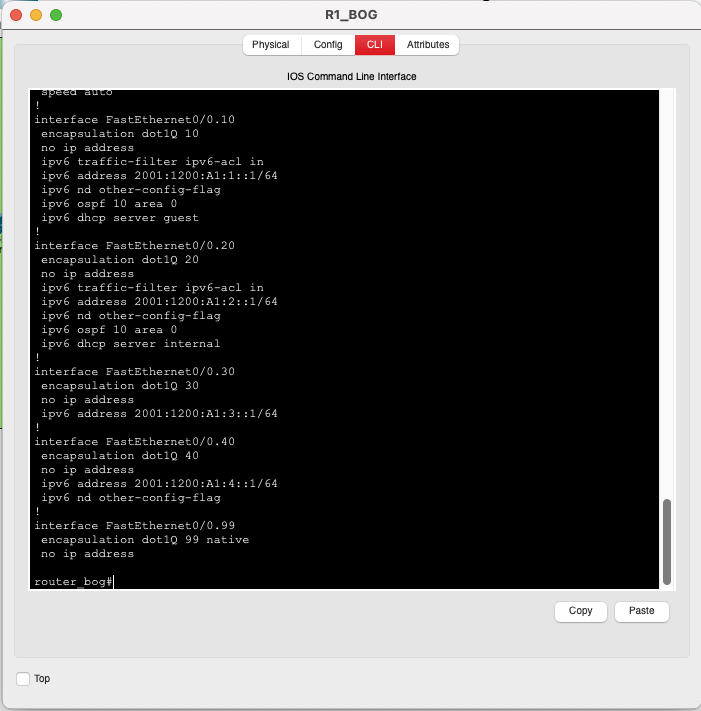 R1_BOG
Physical Config CLI Attributes
IOS Command Line Interface
speed auto
!
interface FastEthernet0/0.10
encapsulation dot1Q 10
no ip address
ipv6 traffic-filter ipv6-acl in
ipv6 address 2001:1200:A1:1::1/64
ipv6 nd other-config-flag
ipv6 ospf 10 area 0
ipv6 dhcp server guest
!
interface FastEthernet0/0.20
encapsulation dot1Q 20
no ip address
ipv6 traffic-filter ipv6-acl in
ipv6 address 2001:1200:A1:2::1/64
ipv6 nd other-config-flag
ipv6 ospf 10 area 0
ipv6 dhcp server internal
!
interface FastEthernet0/0.30
encapsulation dot1Q 30
no ip address
ipv6 address 2001:1200:A1:3::1/64
!
interface FastEthernet0/0.40
encapsulation dot1Q 40
no ip address
ipv6 address 2001:1200:A1:4::1/64
ipv6 nd other-config-flag
!
interface FastEthernet0/0.99
encapsulation dot1Q 99 native
no ip address
router_bog#
Copy Paste
Top